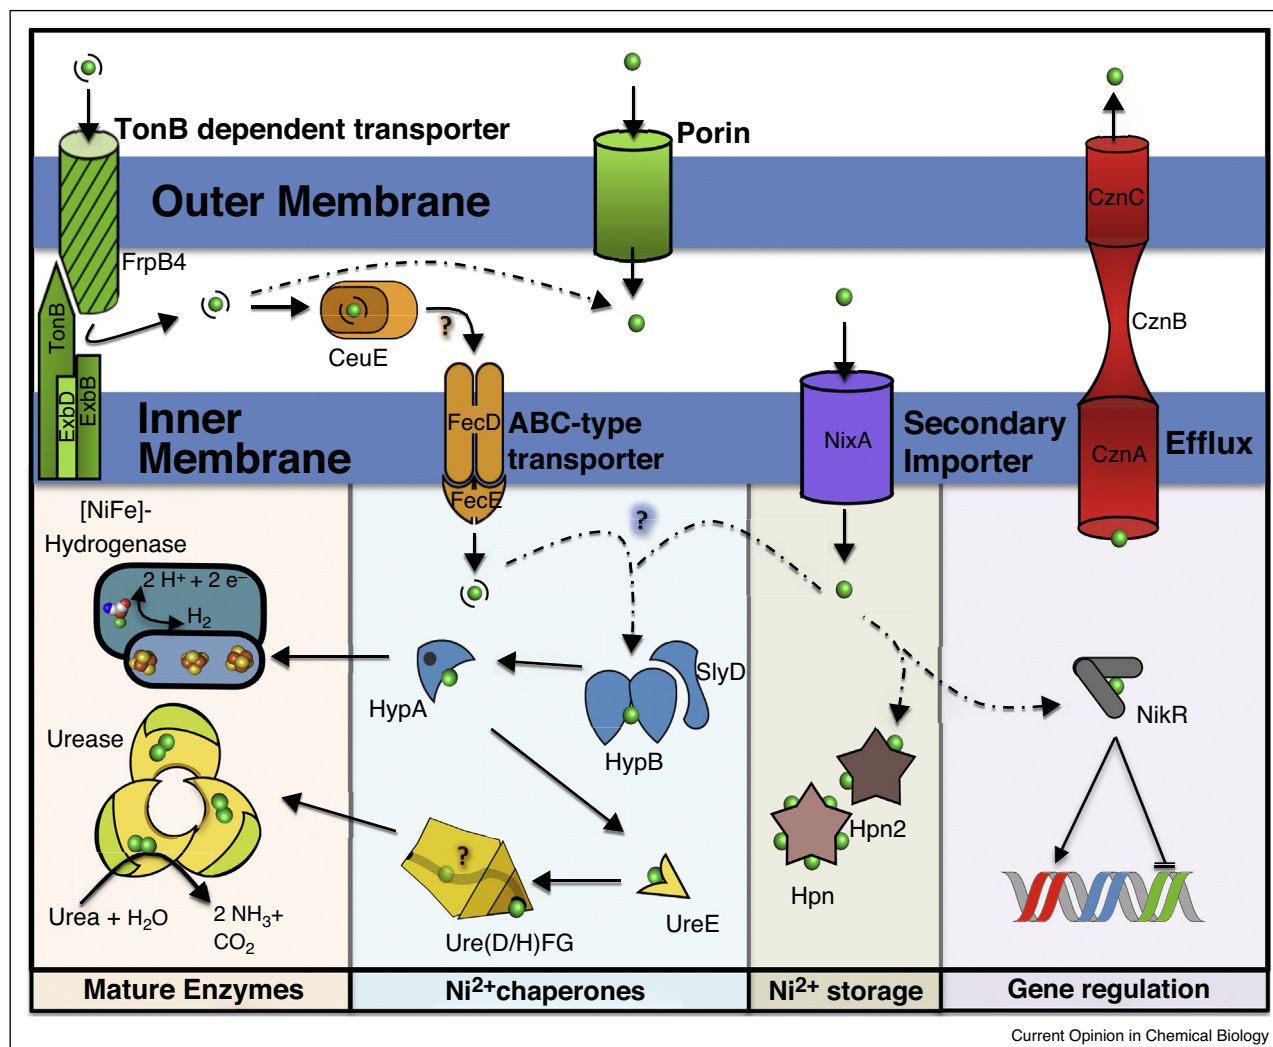 TonB dependent transporter
Porin
Outer Membrane
CznC
FrpB4
TonB
ExbD
ExbB
CeuE
?
CznB
Inner
Membrane
FecD
FecE
ABC-type
transporter
NixA
Secondary
Importer
CznA
Efflux
[NiFe]-
Hydrogenase
2 H⁺ + 2 e⁻
H₂
?
HypA
HypB
SlyD
NikR
Urease
Urea + H₂O
2 NH₃+
CO₂
?
Ure(D/H)FG
UreE
Hpn2
Hpn
Mature Enzymes
Ni²⁺chaperones
Ni²⁺ storage
Gene regulation
Current Opinion in Chemical Biology